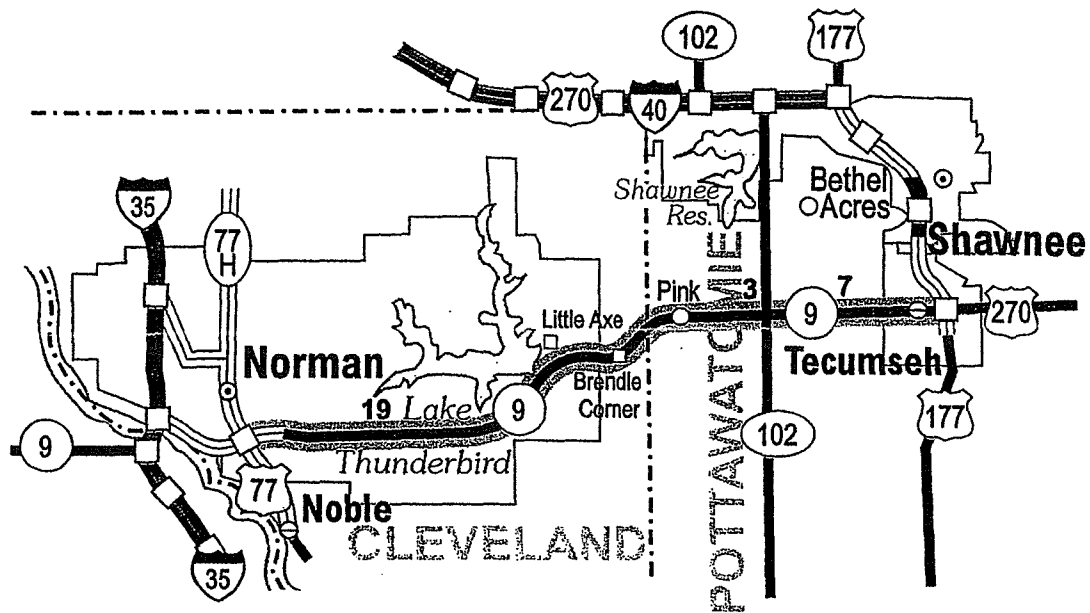 102
177
270
40
35
77
H
Shawnee
Res.
Bethel
Acres
Shawnee
Pink
3
9
7
270
Little Axe
Norman
Tecumseh
Brendle
Corner
19
Lake
9
Thunderbird
9
102
177
77
Noble
CLEVELAND
POTTAWATOMIE
35